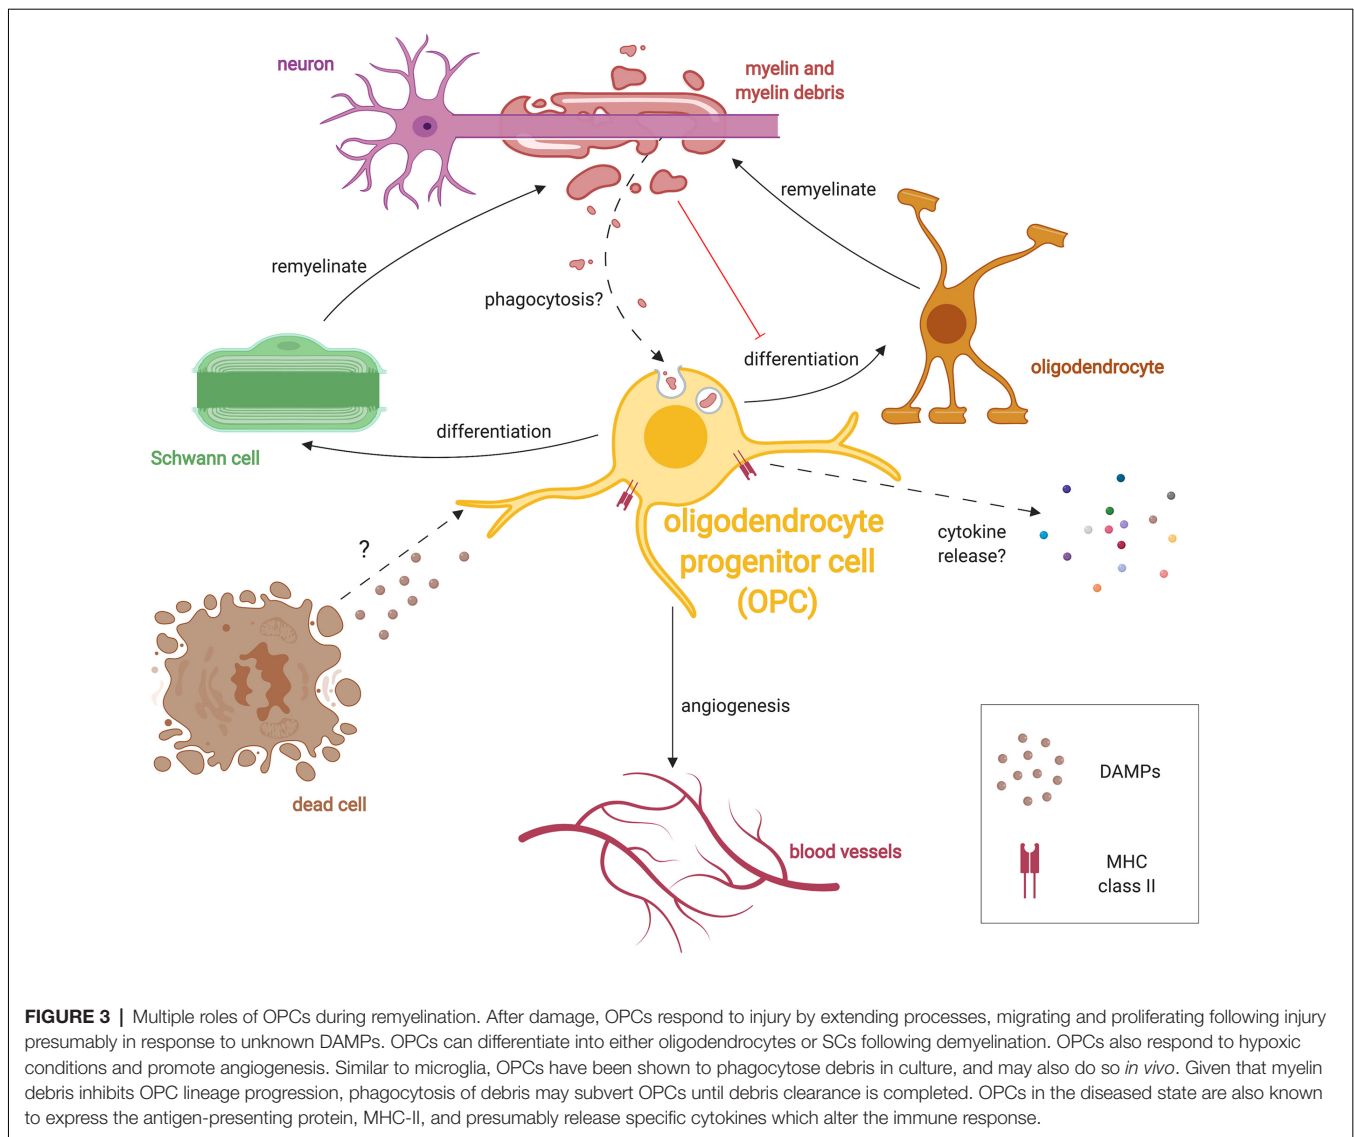 neuron
myelin and
myelin debris
remyelinate
remyelinate
phagocytosis?
differentiation
oligodendrocyte
differentiation
Schwann cell
oligodendrocyte
progenitor cell
(OPC)
cytokine
release?
?
dead cell
angiogenesis
blood vessels
DAMPs
MHC
class II
FIGURE 3 | Multiple roles of OPCs during remyelination. After damage, OPCs respond to injury by extending processes, migrating and proliferating following injury
presumably in response to unknown DAMPs. OPCs can differentiate into either oligodendrocytes or SCs following demyelination. OPCs also respond to hypoxic
conditions and promote angiogenesis. Similar to microglia, OPCs have been shown to phagocytose debris in culture, and may also do so in vivo. Given that myelin
debris inhibits OPC lineage progression, phagocytosis of debris may subvert OPCs until debris clearance is completed. OPCs in the diseased state are also known
to express the antigen-presenting protein, MHC-II, and presumably release specific cytokines which alter the immune response.